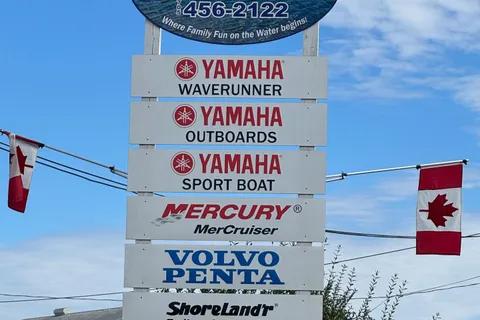 456-2122
Where Family Fun on the Water begins!
YAMAHA
WAVERUNNER
YAMAHA
OUTBOARDS
YAMAHA
SPORT BOAT
MERCURY®
MerCruiser
VOLVO
PENTA
SHORELAND'R